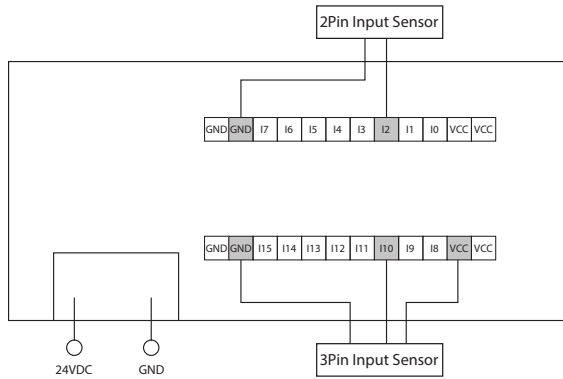 2Pin Input Sensor
GND GND I7 I6 I5 I4 I3 I2 I1 I0 VCC VCC
GND GND I15 I14 I13 I12 I11 I10 I9 I8 VCC VCC
24VDC GND
3Pin Input Sensor